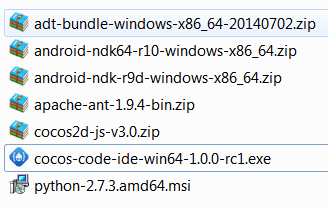 adt-bundle-windows-x86_64-20140702.zip
android-ndk64-r10-windows-x86_64.zip
android-ndk-r9d-windows-x86_64.zip
apache-ant-1.9.4-bin.zip
cocos2d-js-v3.0.zip
cocos-code-ide-win64-1.0.0-rc1.exe
python-2.7.3.amd64.msi